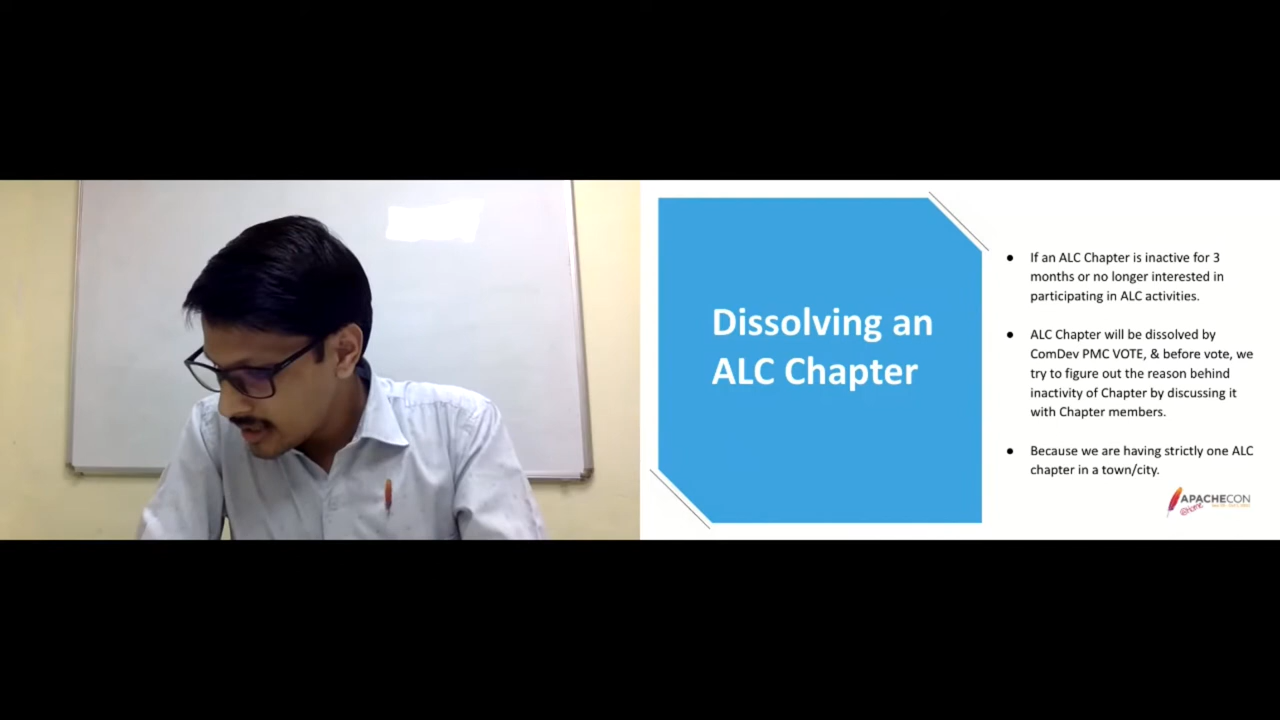 Dissolving an
ALC Chapter
● If an ALC Chapter is inactive for 3
months or no longer interested in
participating in ALC activities.
● ALC Chapter will be dissolved by
ComDev PMC VOTE, & before vote, we
try to figure out the reason behind
inactivity of Chapter by discussing it
with Chapter members.
● Because we are having strictly one ALC
chapter in a town/city.
APACHECON
@Home